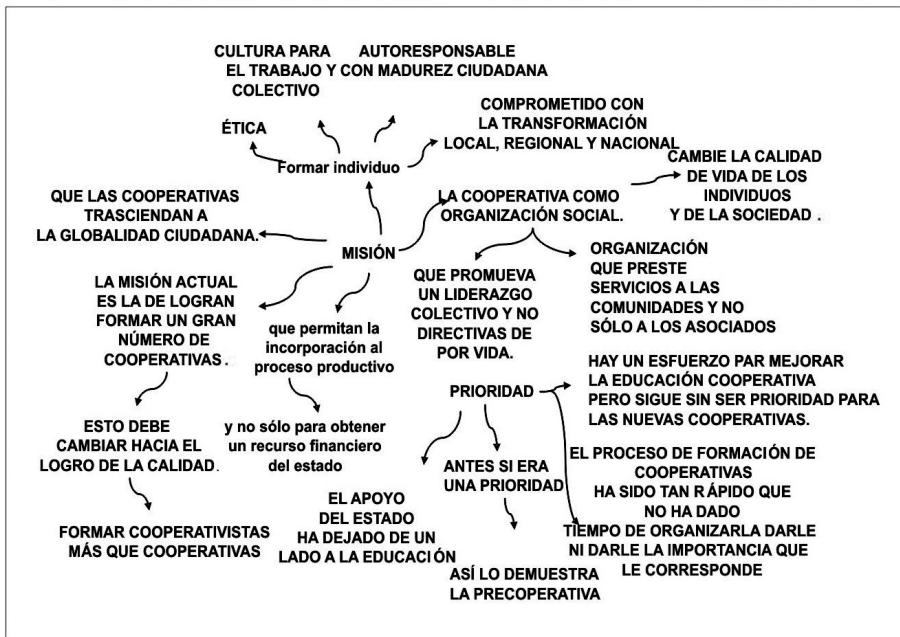 CULTURA PARA
EL TRABAJO Y
COLECTIVO
AUTORESPONSABLE
CON MADUREZ CIUDADANA
ÉTICA
COMPROMETIDO CON
LA TRANSFORMACIÓN
LOCAL, REGIONAL Y NACIONAL
Formar individuo
CAMBIE LA CALIDAD
DE VIDA DE LOS
INDIVIDUOS
Y DE LA SOCIEDAD .
QUE LAS COOPERATIVAS
TRASCIENDAN A
LA GLOBALIDAD CIUDADANA.
LA COOPERATIVA COMO
ORGANIZACIÓN SOCIAL.
MISIÓN
ORGANIZACIÓN
QUE PRESTE
SERVICIOS A LAS
COMUNIDADES Y NO
SÓLO A LOS ASOCIADOS
QUE PROMUEVA
UN LIDERAZGO
COLECTIVO Y NO
DIRECTIVAS DE
POR VIDA.
LA MISIÓN ACTUAL
ES LA DE LOGRAN
FORMAR UN GRAN
NÚMERO DE
COOPERATIVAS .
que permitan la
incorporación al
proceso productivo
HAY UN ESFUERZO PAR MEJORAR
LA EDUCACIÓN COOPERATIVA
PERO SIGUE SIN SER PRIORIDAD PARA
LAS NUEVAS COOPERATIVAS.
PRIORIDAD
ESTO DEBE
CAMBIAR HACIA EL
LOGRO DE LA CALIDAD.
y no sólo para obtener
un recurso financiero
del estado
ANTES SI ERA
UNA PRIORIDAD
EL PROCESO DE FORMACIÓN DE
COOPERATIVAS
HA SIDO TAN RÁPIDO QUE
NO HA DADO
TIEMPO DE ORGANIZARLA DARLE
NI DARLE LA IMPORTANCIA QUE
LE CORRESPONDE
EL APOYO
DEL ESTADO
HA DEJADO DE UN
LADO A LA EDUCACIÓN
FORMAR COOPERATIVISTAS
MÁS QUE COOPERATIVAS
ASÍ LO DEMUESTRA
LA PRECOPERATIVA